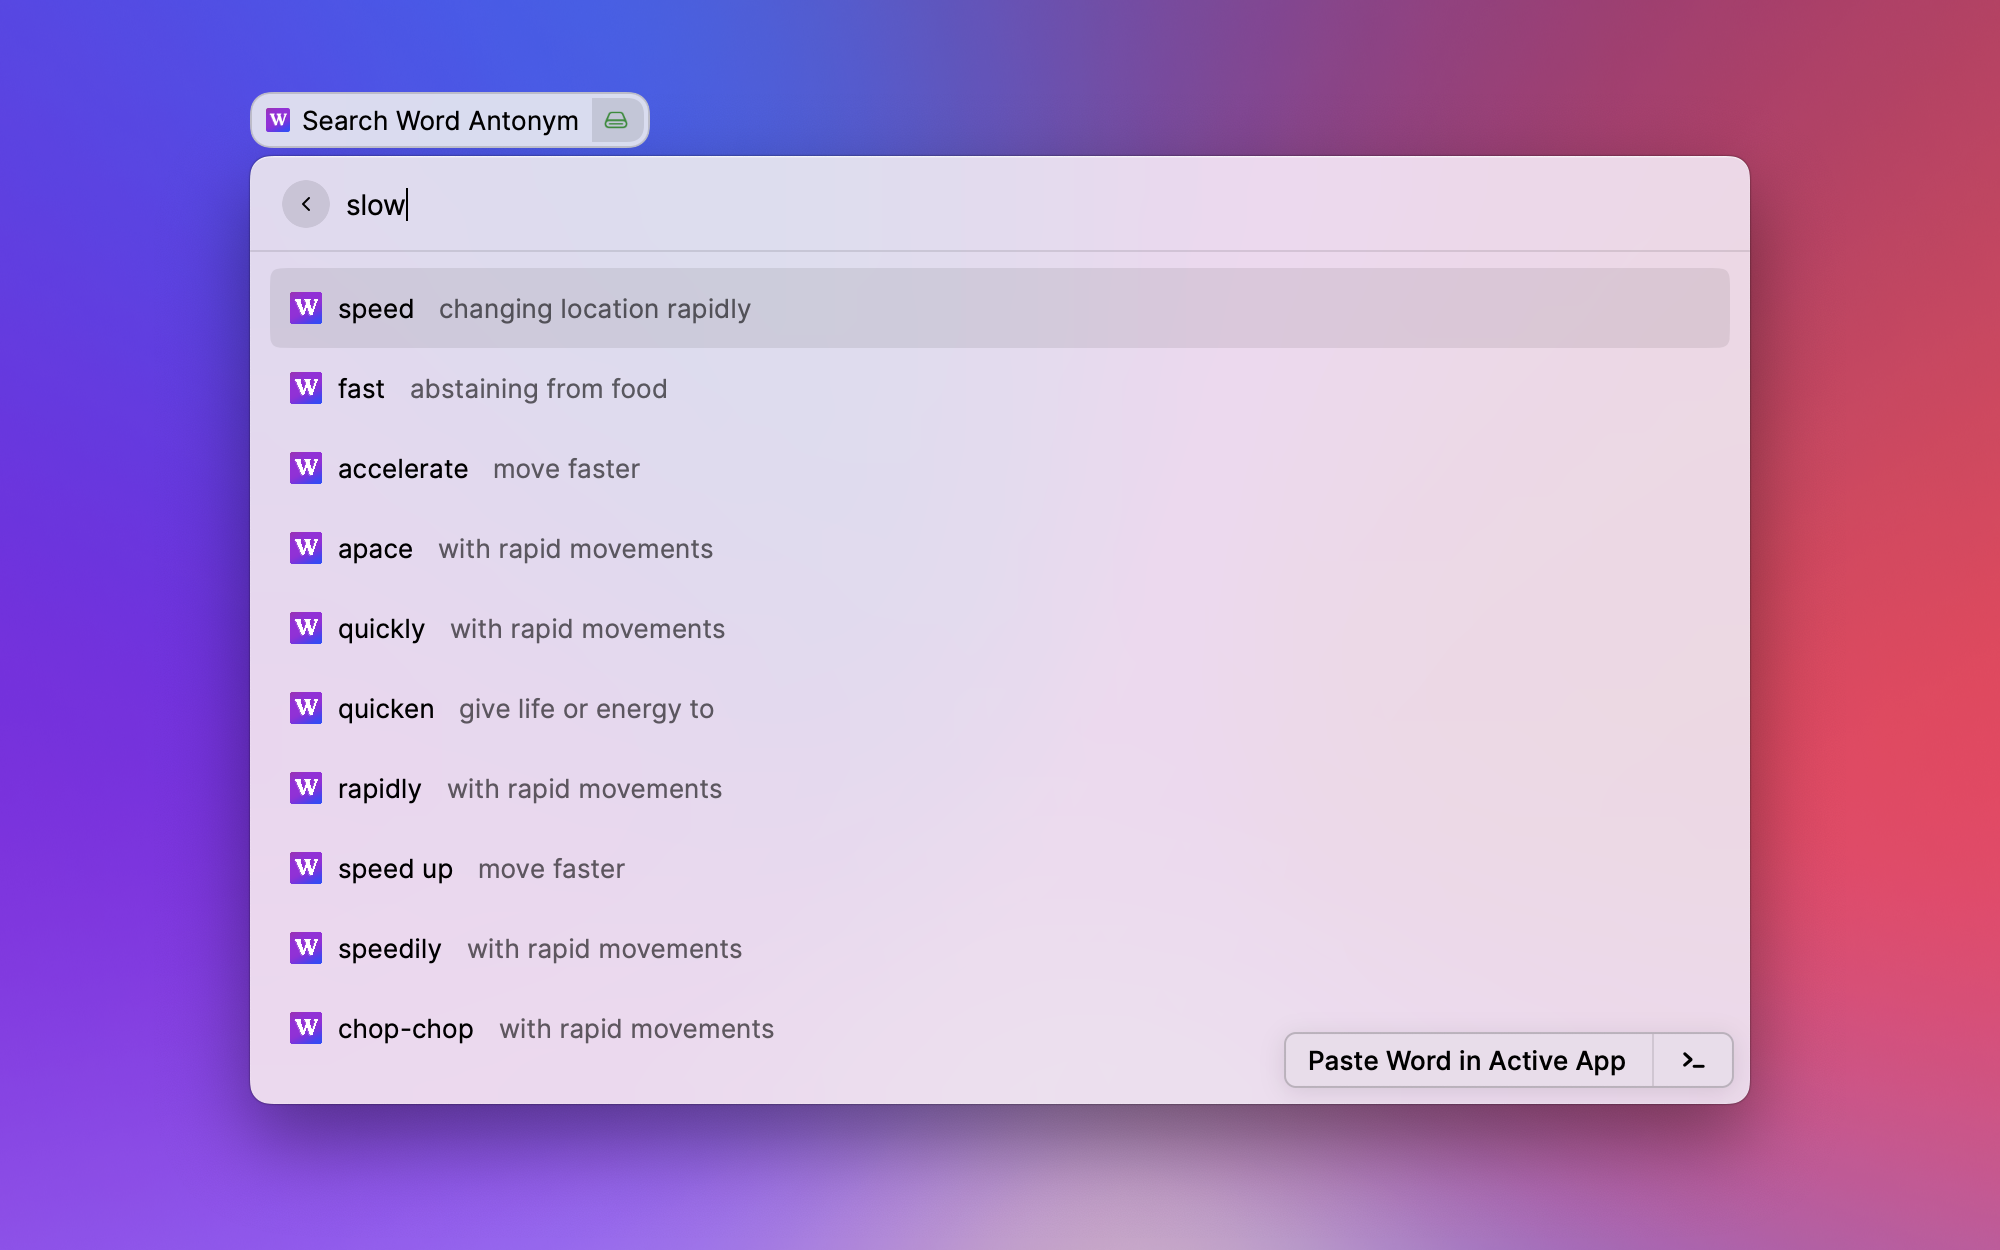 W Search Word Antonym
slow
W speed changing location rapidly
W fast abstaining from food
W accelerate move faster
W apace with rapid movements
W quickly with rapid movements
W quicken give life or energy to
W rapidly with rapid movements
W speed up move faster
W speedily with rapid movements
W chop-chop with rapid movements
Paste Word in Active App >_